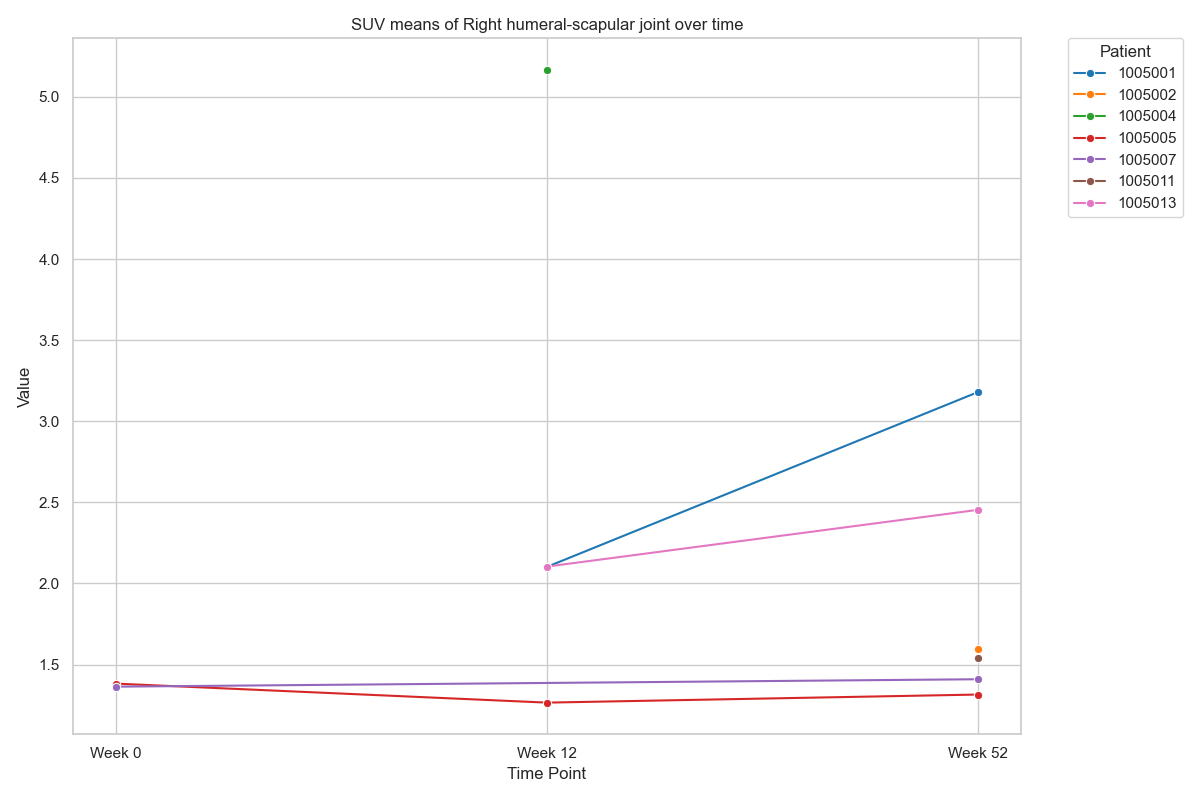 SUV means of Right humeral-scapular joint over time
Patient
1005001
1005002
1005004
1005005
1005007
1005011
1005013
Value
5.0
4.5
4.0
3.5
3.0
2.5
2.0
1.5
Week 0
Week 12
Week 52
Time Point